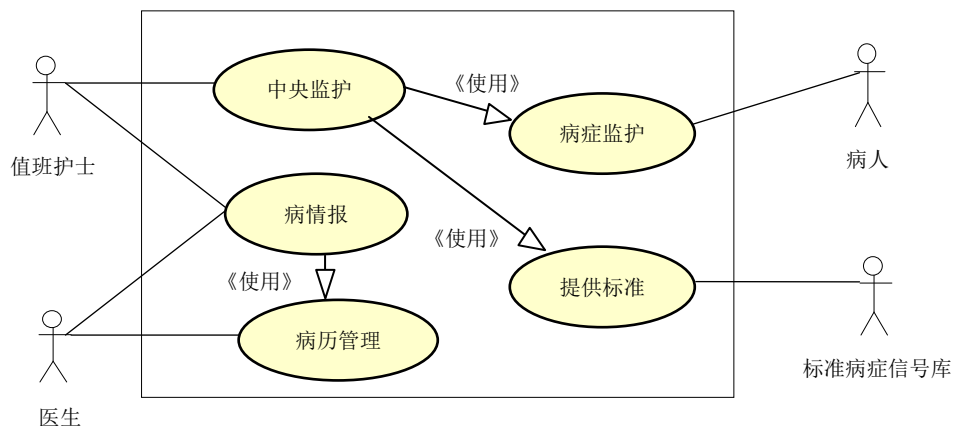 中央监护
《使用》
病症监护
值班护士
病人
病情报
《使用》
《使用》
提供标准
病历管理
标准病症信号库
医生